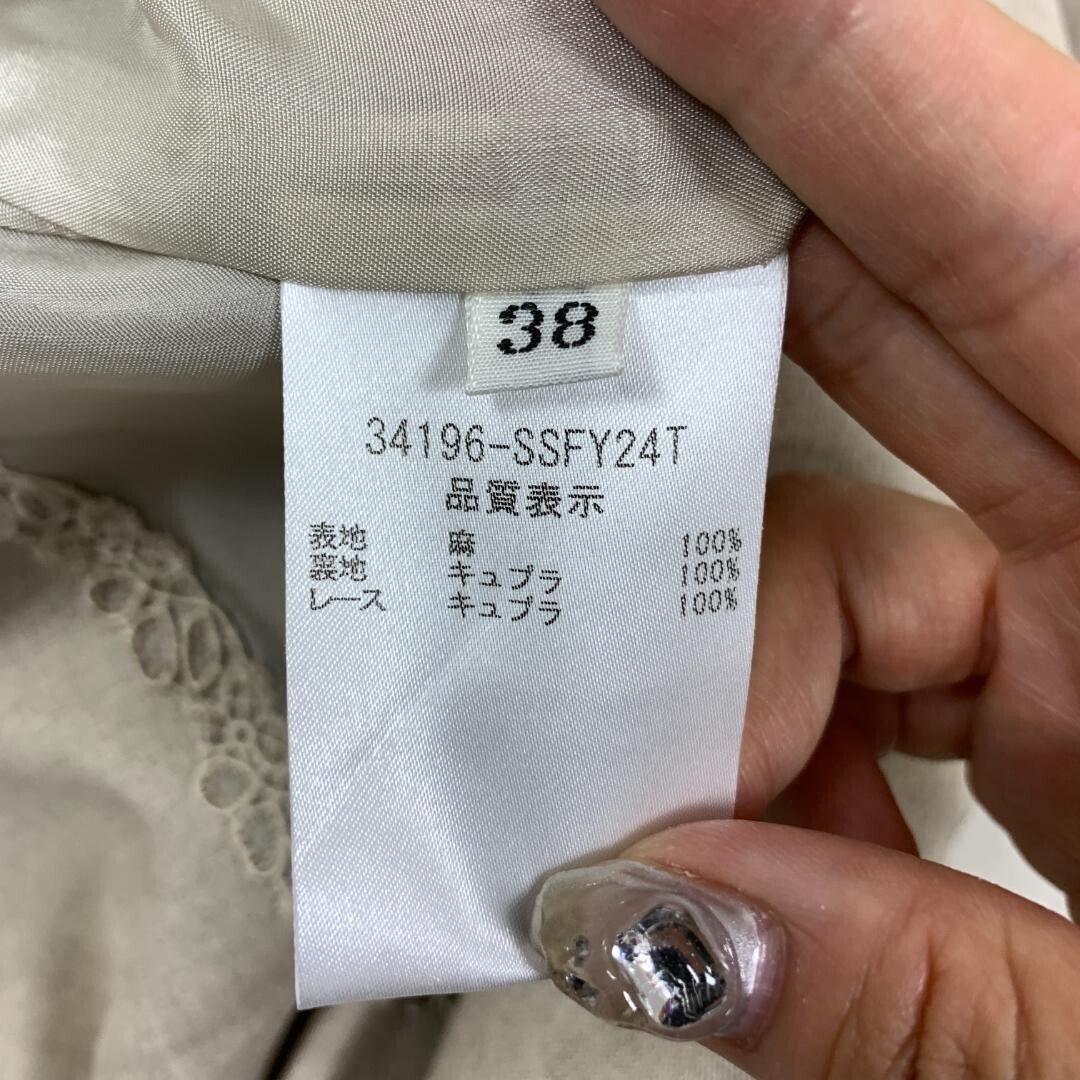 38
34196-SSFY24T
品質表示
表地 麻 100%
裏地 キュプラ 100%
レース キュプラ 100%